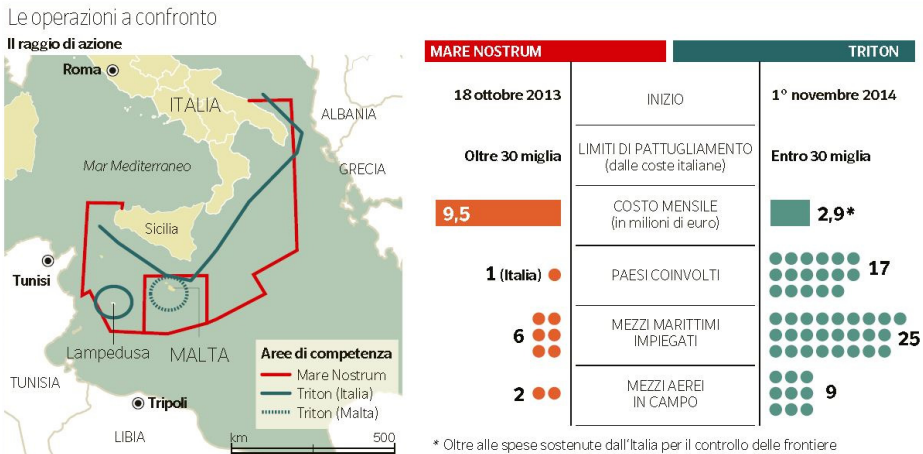 Le operazioni a confronto
Il raggio di azione
Roma
ITALIA
ALBANIA
Mar Mediterraneo
GRECIA
Sicilia
Tunisi
Lampedusa
MALTA
TUNISIA
Tripoli
LIBIA
Aree di competenza
Mare Nostrum
Triton (Italia)
Triton (Malta)
km 500
MARE NOSTRUM TRITON
18 ottobre 2013 INIZIO 1° novembre 2014
LIMITI DI PATTUGLIAMENTO
Oltre 30 miglia (dalle coste italiane) Entro 30 miglia
9,5 COSTO MENSILE 2,9*
(in milioni di euro)
1 (Italia) PAESI COINVOLTI 17
6 MEZZI MARITTIMI 25
IMPIEGATI
2 MEZZI AEREI 9
IN CAMPO
* Oltre alle spese sostenute dall'Italia per il controllo delle frontiere